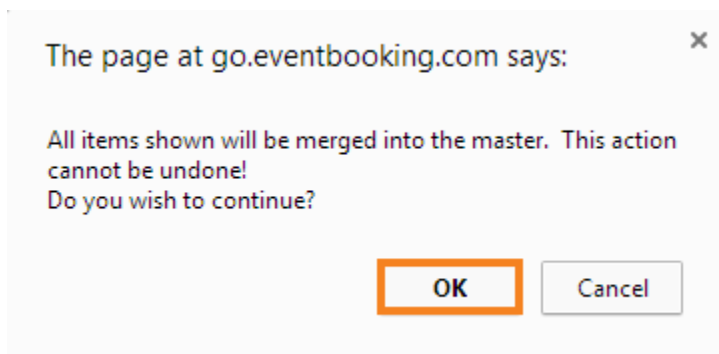 The page at go.eventbooking.com says:
All items shown will be merged into the master.  This action
cannot be undone!
Do you wish to continue?
OK
Cancel